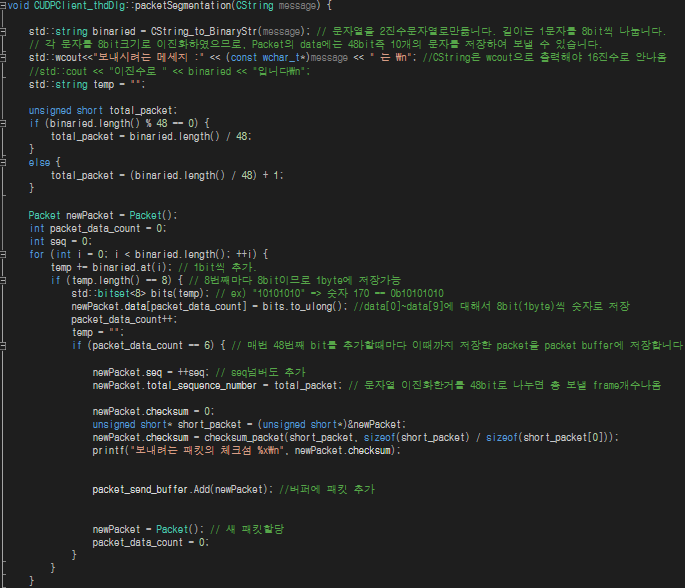 void CUDPClient_thdDlg::packetSegmentation(CString message) {
std::string binaried = CString_to_BinaryStr(message); // 문자열을 2진수문자열로만듭니다. 길이는 1문자를 8bit씩 나눕니다.
// 각 문자를 8bit크기로 이진화하였으므로, Packet의 data에는 48bit즉 10개의 문자를 저장하여 보낼 수 있습니다.
std::wcout<<"보내시려는 메세지 :" << (const wchar_t*)message << " 는 ₩n"; //CString은 wcout으로 출력해야 16진수로 안나옴
//std::cout << "이진수로 " << binaried << "입니다₩n";
std::string temp = "";
unsigned short total_packet;
if (binaried.length() % 48 == 0) {
total_packet = binaried.length() / 48;
}
else {
total_packet = (binaried.length() / 48) + 1;
}
Packet newPacket = Packet();
int packet_data_count = 0;
int seq = 0;
for (int i = 0; i < binaried.length(); ++i) {
temp += binaried.at(i); // 1bit씩 추가.
if (temp.length() == 8) { // 8번째마다 8bit이므로 1byte에 저장가능
std::bitset<8> bits(temp); // ex) "10101010" => 숫자 170 == 0b10101010
newPacket.data[packet_data_count] = bits.to_ulong(); //data[0]~data[9]에 대해서 8bit(1byte)씩 숫자로 저장
packet_data_count++;
temp = "";
if (packet_data_count == 6) { // 매번 48번째 bit를 추가할때마다 이때까지 저장한 packet을 packet buffer에 저장합니다
newPacket.seq = ++seq; // seq넘버도 추가
newPacket.total_sequence_number = total_packet; // 문자열 이진화한거를 48bit로 나누면 총 보낼 frame개수나옴
newPacket.checksum = 0;
unsigned short* short_packet = (unsigned short*)&newPacket;
newPacket.checksum = checksum_packet(short_packet, sizeof(short_packet) / sizeof(short_packet[0]));
printf("보내려는 패킷의 체크섬 %x₩n", newPacket.checksum);
packet_send_buffer.Add(newPacket); //버퍼에 패킷 추가
newPacket = Packet(); // 새 패킷할당
packet_data_count = 0;
}
}
}